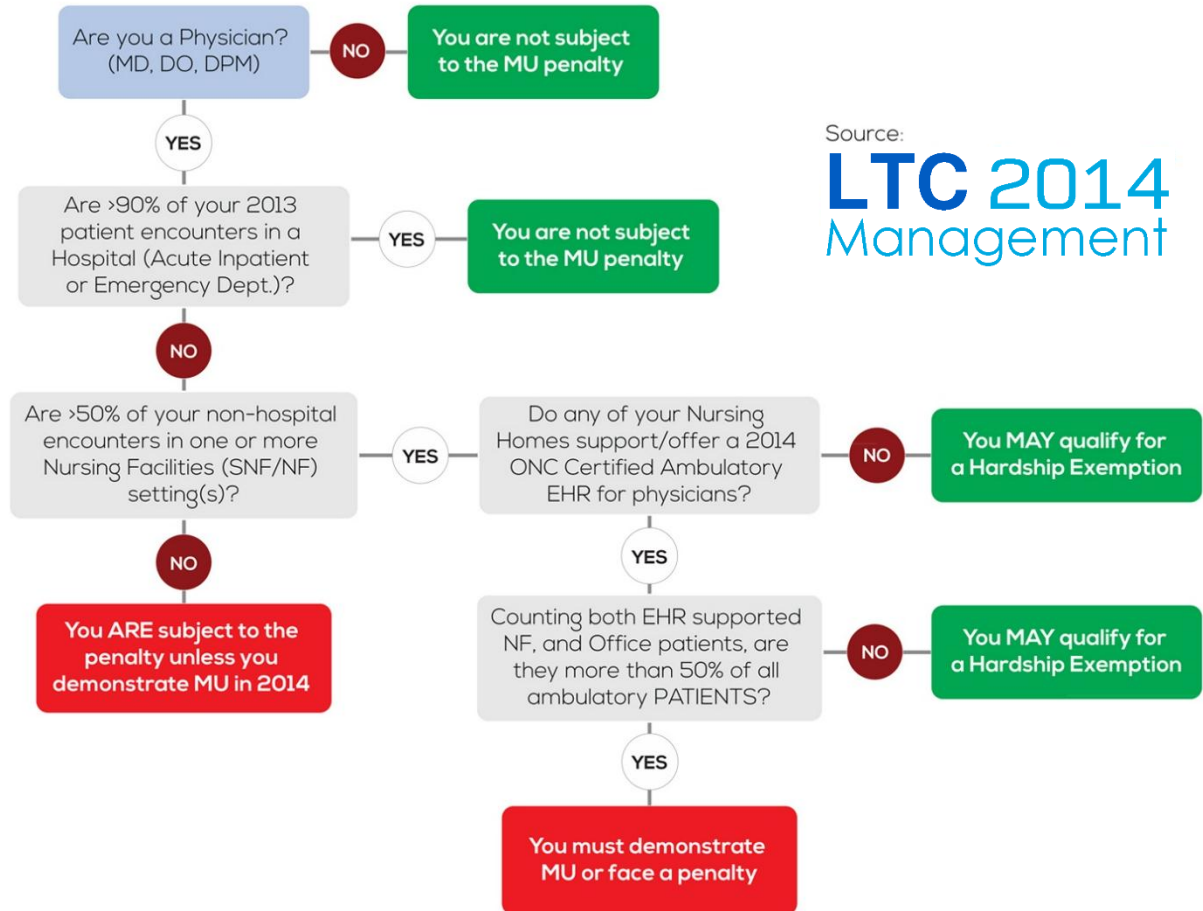 Are you a Physician?
(MD, DO, DPM)
NO
You are not subject
to the MU penalty
YES
Source:
LTC 2014
Management
Are >90% of your 2013
patient encounters in a
Hospital (Acute Inpatient
or Emergency Dept.)?
YES
You are not subject
to the MU penalty
NO
Are >50% of your non-hospital
encounters in one or more
Nursing Facilities (SNF/NF)
setting(s)?
YES
Do any of your Nursing
Homes support/offer a 2014
ONC Certified Ambulatory
EHR for physicians?
NO
You MAY qualify for
a Hardship Exemption
NO
YES
You ARE subject to the
penalty unless you
demonstrate MU in 2014
Counting both EHR supported
NF, and Office patients, are
they more than 50% of all
ambulatory PATIENTS?
NO
You MAY qualify for
a Hardship Exemption
YES
You must demonstrate
MU or face a penalty